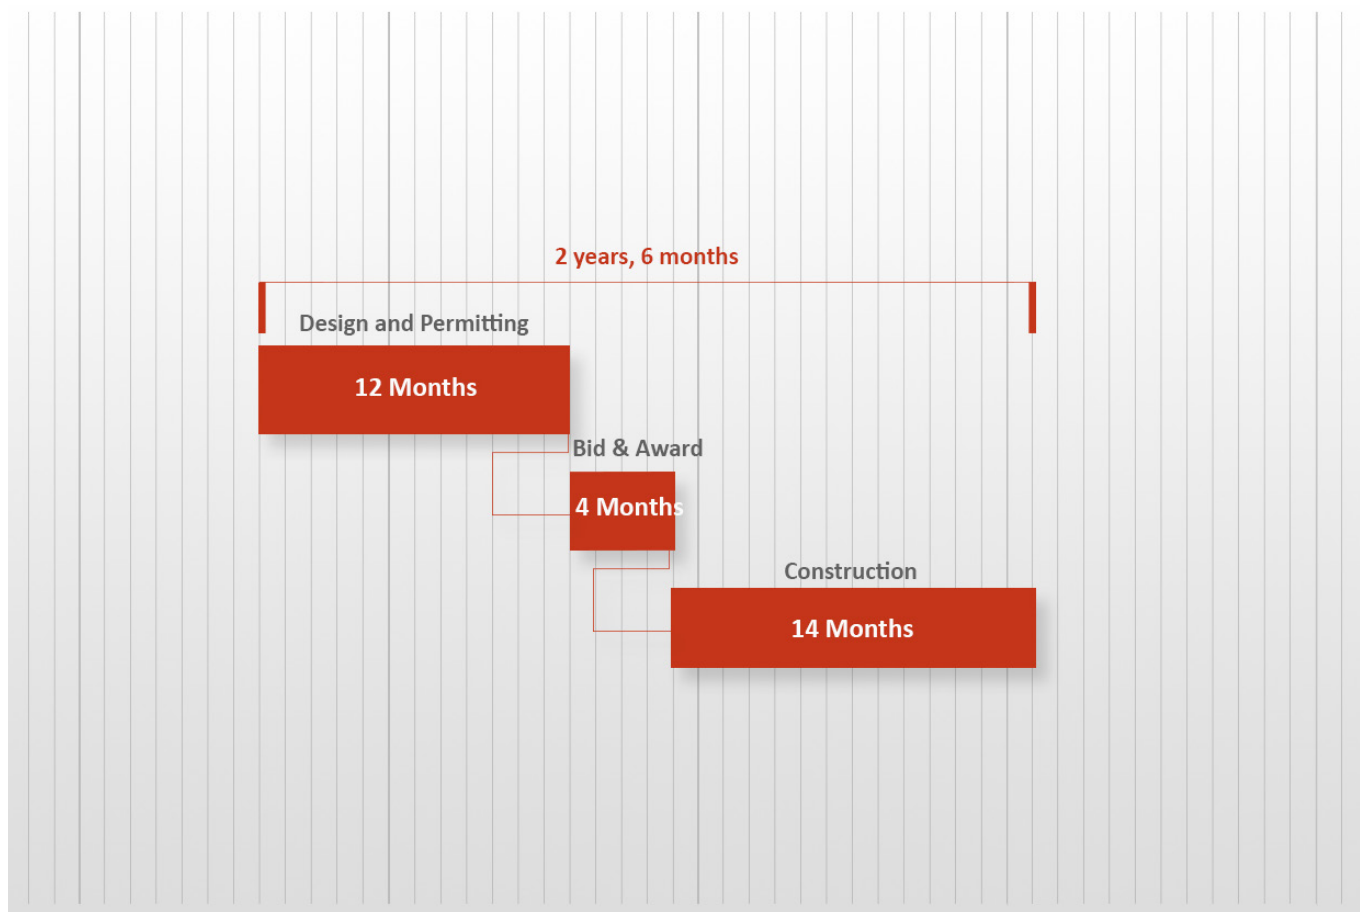 2 years, 6 months
Design and Permitting
12 Months
Bid & Award
4 Months
Construction
14 Months